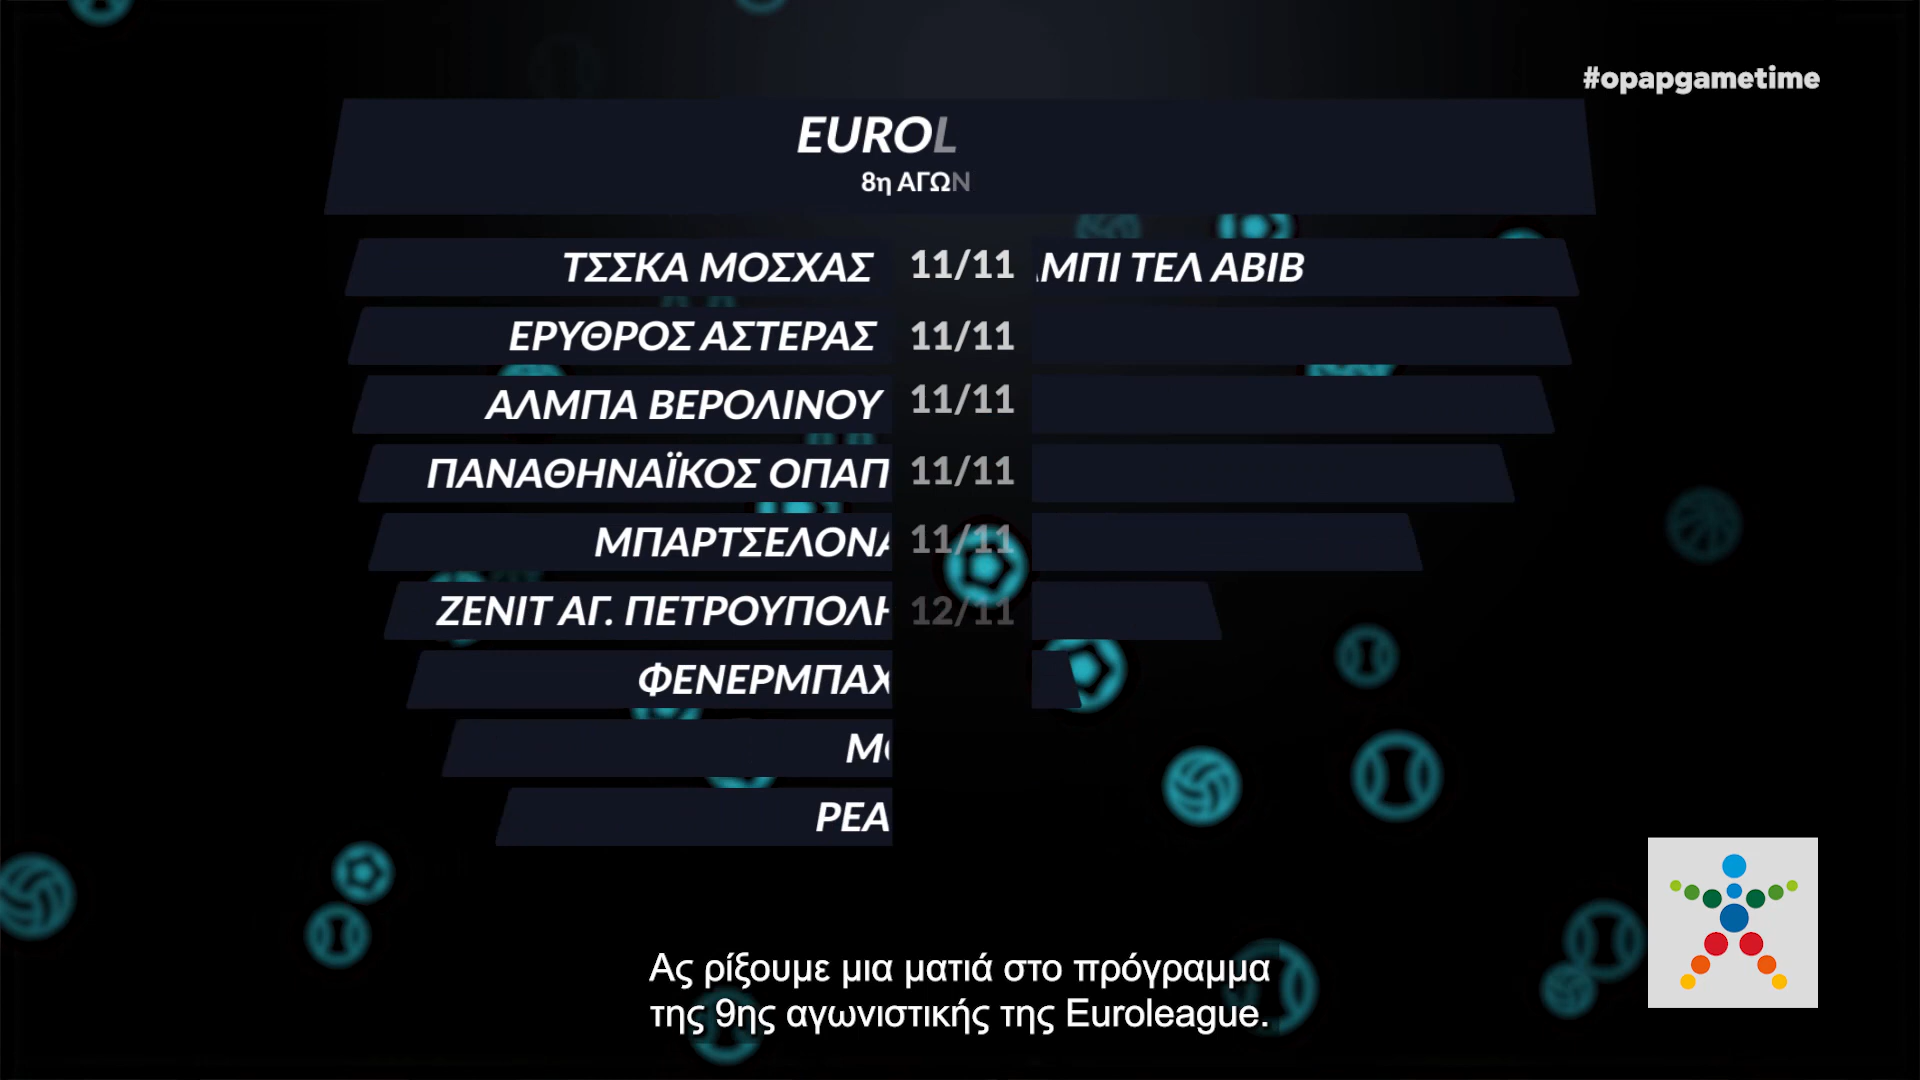 #opapgametime
EUROL
8η ΑΓΩΝ
ΤΣΣΚΑ ΜΟΣΧΑΣ 11/11 ΜΠΙ ΤΕΛ ΑΒΙΒ
ΕΡΥΘΡΟΣ ΑΣΤΕΡΑΣ 11/11
ΑΛΜΠΑ ΒΕΡΟΛΙΝΟΥ 11/11
ΠΑΝΑΘΗΝΑΪΚΟΣ ΟΠΑΠ 11/11
ΜΠΑΡΤΣΕΛΟΝΑ 11/11
ΖΕΝΙΤ ΑΓ. ΠΕΤΡΟΥΠΟΛΗ 12/11
ΦΕΝΕΡΜΠΑΧ
ΜΟ
ΡΕΑ
Ας ρίξουμε μια ματιά στο πρόγραμμα
της 9ης αγωνιστικής της Euroleague.